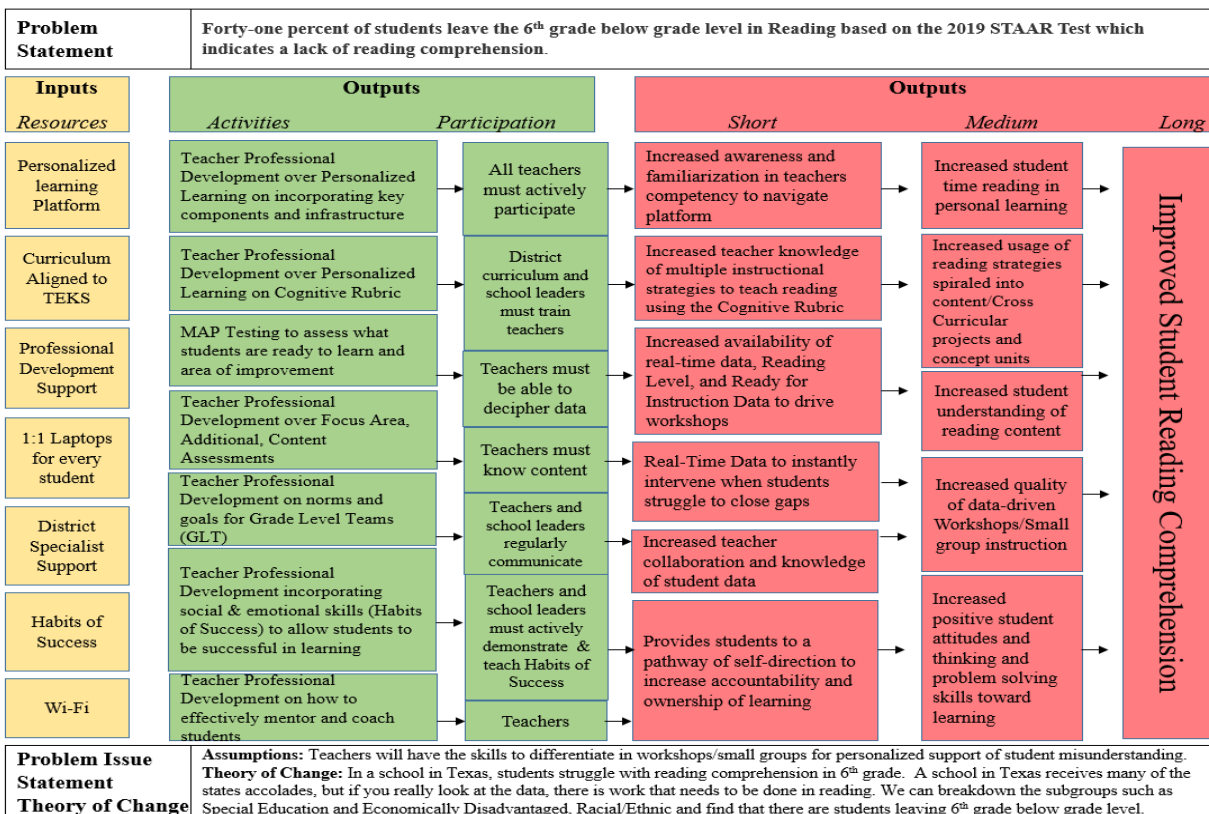 Problem
Statement
Forty-one percent of students leave the 6th grade below grade level in Reading based on the 2019 STAAR Test which
indicates a lack of reading comprehension.
Inputs
Resources
Outputs
Activities
Participation
Outputs
Short
Medium
Long
Personalized
learning
Platform
Curriculum
Aligned to
TEKS
Professional
Development
Support
1:1 Laptops
for every
student
District
Specialist
Support
Habits of
Success
Wi-Fi
Teacher Professional
Development over Personalized
Learning on incorporating key
components and infrastructure
Teacher Professional
Development over Personalized
Learning on Cognitive Rubric
MAP Testing to assess what
students are ready to learn and
area of improvement
Teacher Professional
Development over Focus Area,
Additional, Content
Assessments
Teacher Professional
Development on norms and
goals for Grade Level Teams
(GLT)
Teacher Professional
Development incorporating
social & emotional skills (Habits
of Success) to allow students to
be successful in learning
Teacher Professional
Development on how to
effectively mentor and coach
students
All teachers
must actively
participate
District
curriculum and
school leaders
must train
teachers
Teachers must
be able to
decipher data
Teachers must
know content
Teachers and
school leaders
regularly
communicate
Teachers and
school leaders
must actively
demonstrate &
teach Habits of
Success
Teachers
Increased awareness and
familiarization in teachers
competency to navigate
platform
Increased teacher knowledge
of multiple instructional
strategies to teach reading
using the Cognitive Rubric
Increased availability of
real-time data, Reading
Level, and Ready for
Instruction Data to drive
workshops
Real-Time Data to instantly
intervene when students
struggle to close gaps
Increased teacher
collaboration and knowledge
of student data
Provides students to a
pathway of self-direction to
increase accountability and
ownership of learning
Increased student
time reading in
personal learning
Increased usage of
reading strategies
spiraled into
content/Cross
Curricular
projects and
concept units
Increased student
understanding of
reading content
Increased quality
of data-driven
Workshops/Small
group instruction
Increased
positive student
attitudes and
thinking and
problem solving
skills toward
learning
Improved Student Reading Comprehension
Problem Issue
Statement
Theory of Change
Assumptions: Teachers will have the skills to differentiate in workshops/small groups for personalized support of student misunderstanding.
Theory of Change: In a school in Texas, students struggle with reading comprehension in 6th grade. A school in Texas receives many of the
states accolades, but if you really look at the data, there is work that needs to be done in reading. We can breakdown the subgroups such as
Special Education and Economically Disadvantaged, Racial/Ethnic and find that there are students leaving 6th grade below grade level.